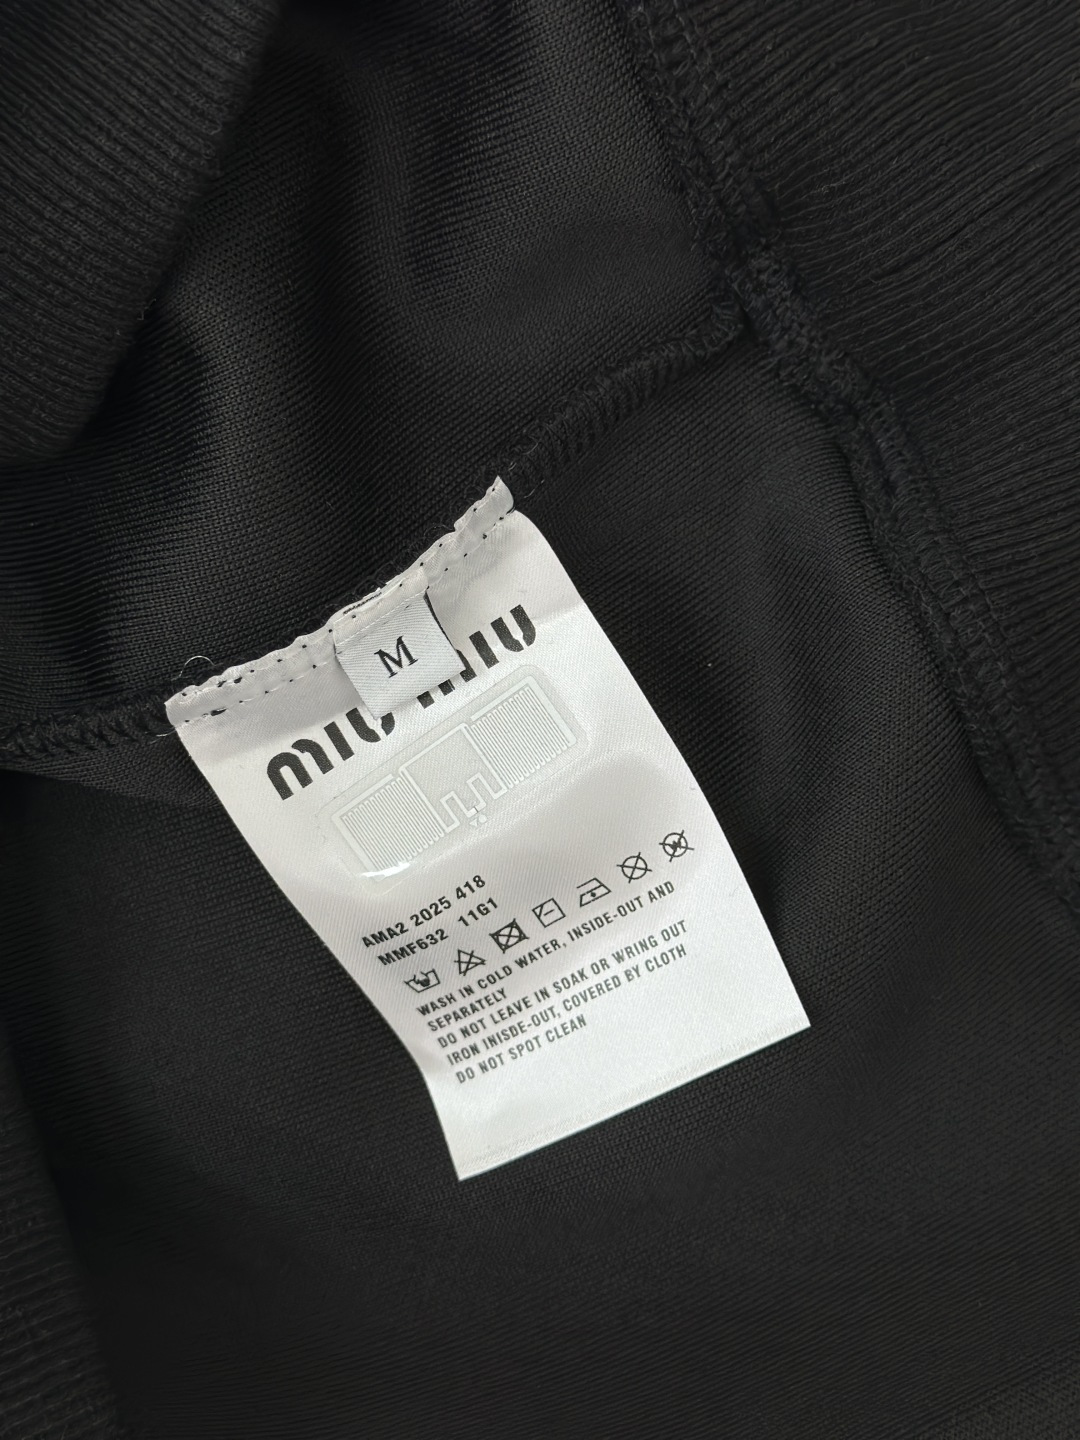 M
miu miu
AMA2 2025 418
MMF632 11G1
WASH IN COLD WATER, INSIDE-OUT AND
SEPARATELY
DO NOT LEAVE IN SOAK OR WRING OUT
IRON INISDE-OUT, COVERED BY CLOTH
DO NOT SPOT CLEAN